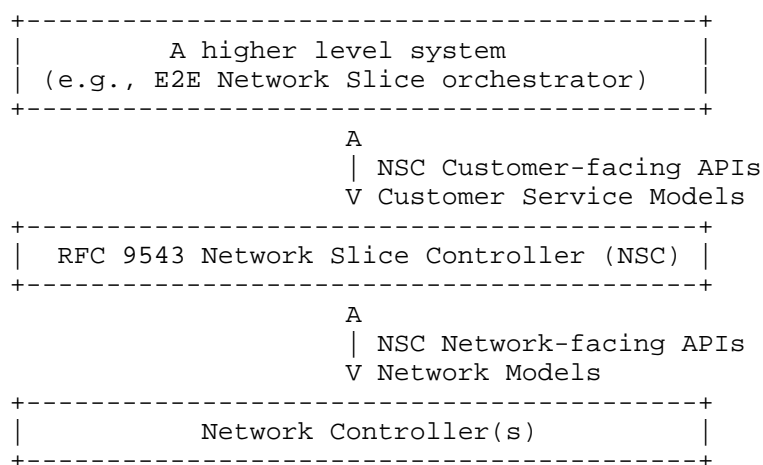 +------------------------------------------+
|         A higher level system            |
| (e.g., E2E Network Slice orchestrator)   |
+------------------------------------------+
                     A
                     | NSC Customer-facing APIs
                     V Customer Service Models
+------------------------------------------+
|  RFC 9543 Network Slice Controller (NSC) |
+------------------------------------------+
                     A
                     | NSC Network-facing APIs
                     V Network Models
+------------------------------------------+
|           Network Controller(s)          |
+------------------------------------------+